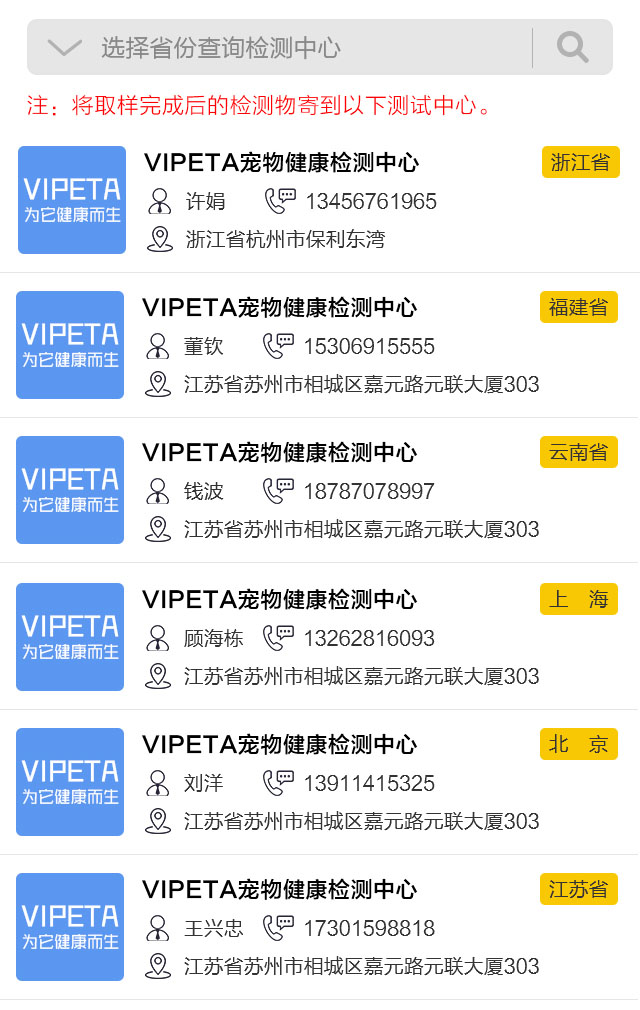 选择省份查询检测中心
注：将取样完成后的检测物寄到以下测试中心。
VIPETA
为它健康而生
VIPETA宠物健康检测中心
浙江省
许娟 13456761965
浙江省杭州市保利东湾
VIPETA
为它健康而生
VIPETA宠物健康检测中心
福建省
董钦 15306915555
江苏省苏州市相城区嘉元路元联大厦303
VIPETA
为它健康而生
VIPETA宠物健康检测中心
云南省
钱波 18787078997
江苏省苏州市相城区嘉元路元联大厦303
VIPETA
为它健康而生
VIPETA宠物健康检测中心
上 海
顾海栋 13262816093
江苏省苏州市相城区嘉元路元联大厦303
VIPETA
为它健康而生
VIPETA宠物健康检测中心
北 京
刘洋 13911415325
江苏省苏州市相城区嘉元路元联大厦303
VIPETA
为它健康而生
VIPETA宠物健康检测中心
江苏省
王兴忠 17301598818
江苏省苏州市相城区嘉元路元联大厦303